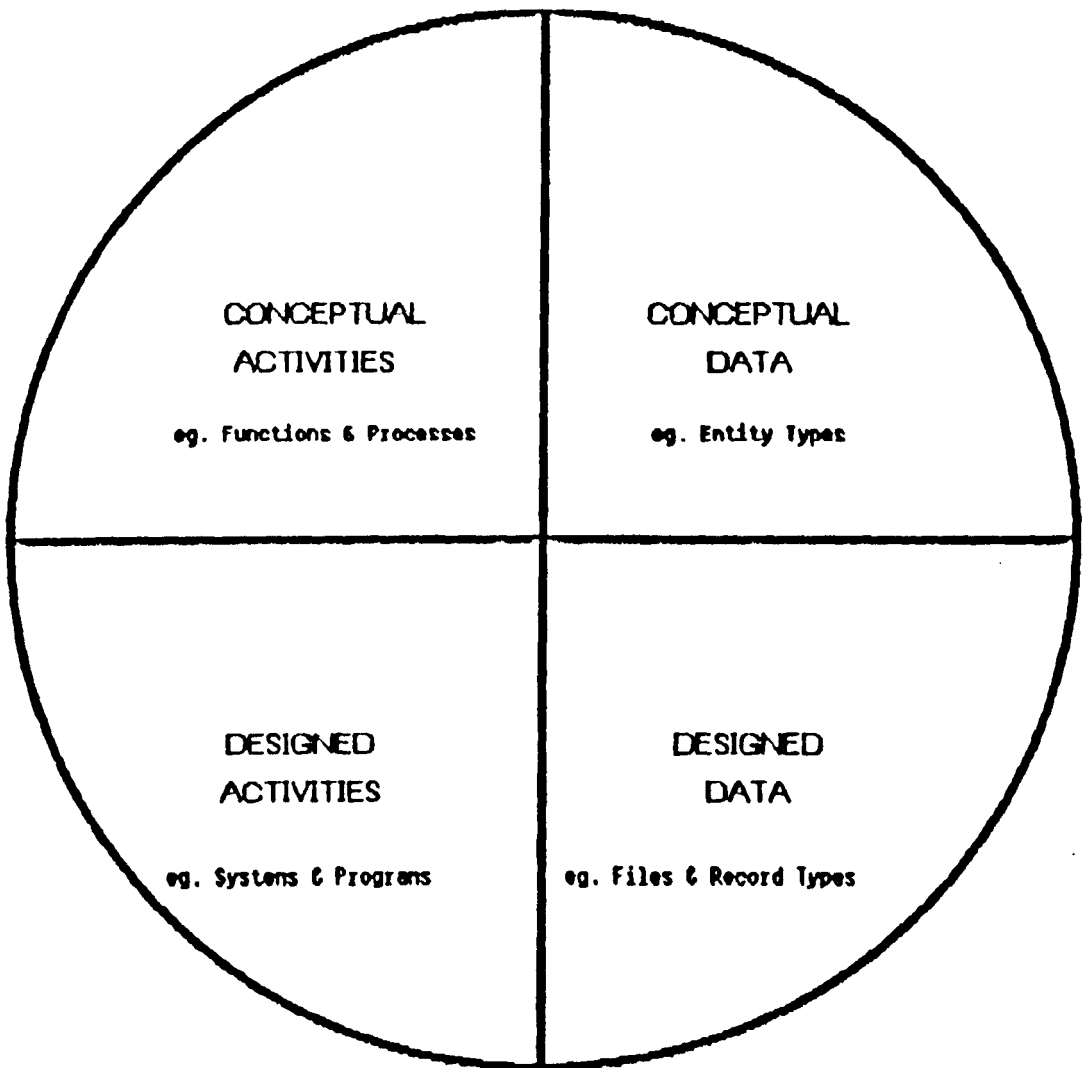 CONCEPTUAL
ACTIVITIES
eg. Functions & Processes
CONCEPTUAL
DATA
eg. Entity Types
DESIGNED
ACTIVITIES
eg. Systems & Programs
DESIGNED
DATA
eg. Files & Record Types